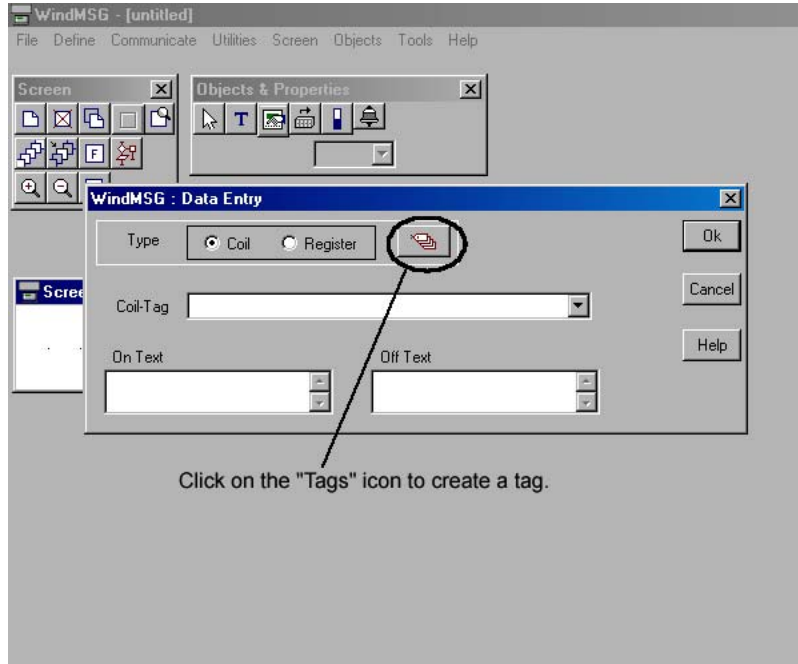 WindMSG - [untitled]
File Define Communicate Utilities Screen Objects Tools Help
Screen
Objects & Properties
T
F
WindMSG : Data Entry
Type Coil Register
Ok
Scree
Coil-Tag
Cancel
On Text Off Text
Help
Click on the "Tags" icon to create a tag.